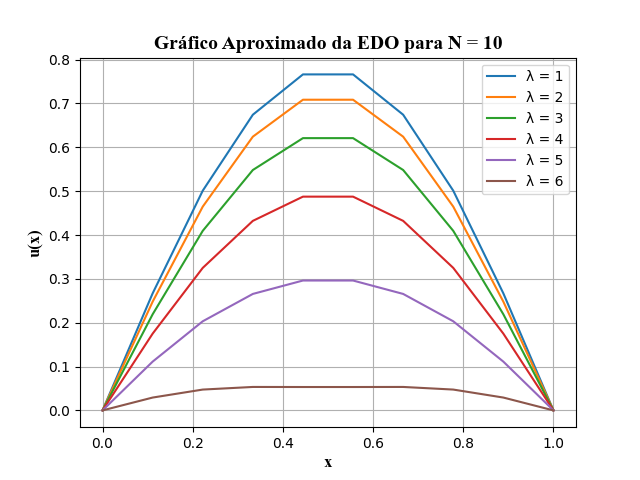 Gráfico Aproximado da EDO para N = 10
λ = 1
λ = 2
λ = 3
λ = 4
λ = 5
λ = 6
u(x)
0.8
0.7
0.6
0.5
0.4
0.3
0.2
0.1
0.0
0.0 0.2 0.4 0.6 0.8 1.0
x